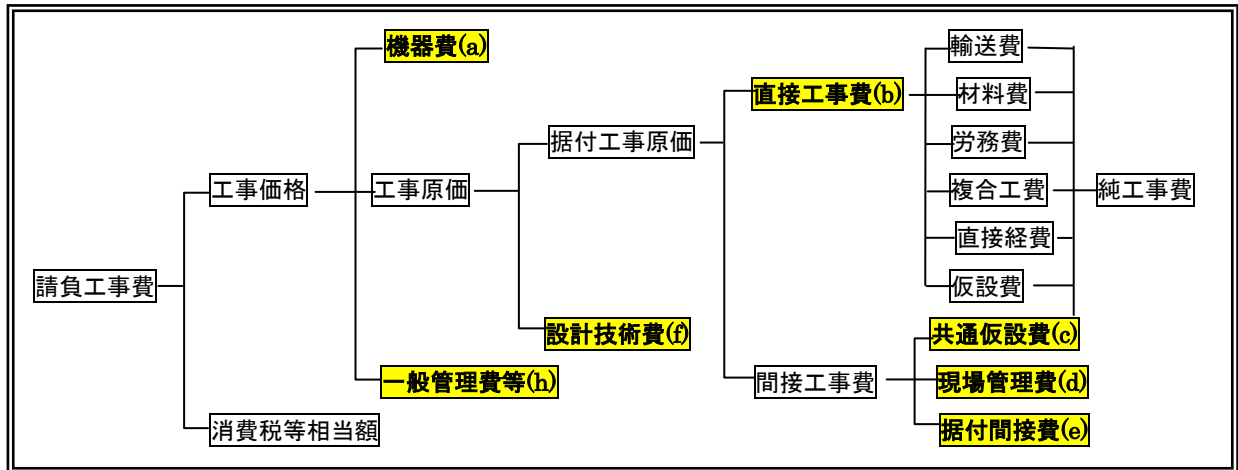 機器費(a)
輸送費
直接工事費(b)
材料費
据付工事原価
労務費
工事価格
工事原価
複合工費
純工事費
直接経費
請負工事費
仮設費
設計技術費(f)
共通仮設費(c)
一般管理費等(h)
間接工事費
現場管理費(d)
消費税等相当額
据付間接費(e)